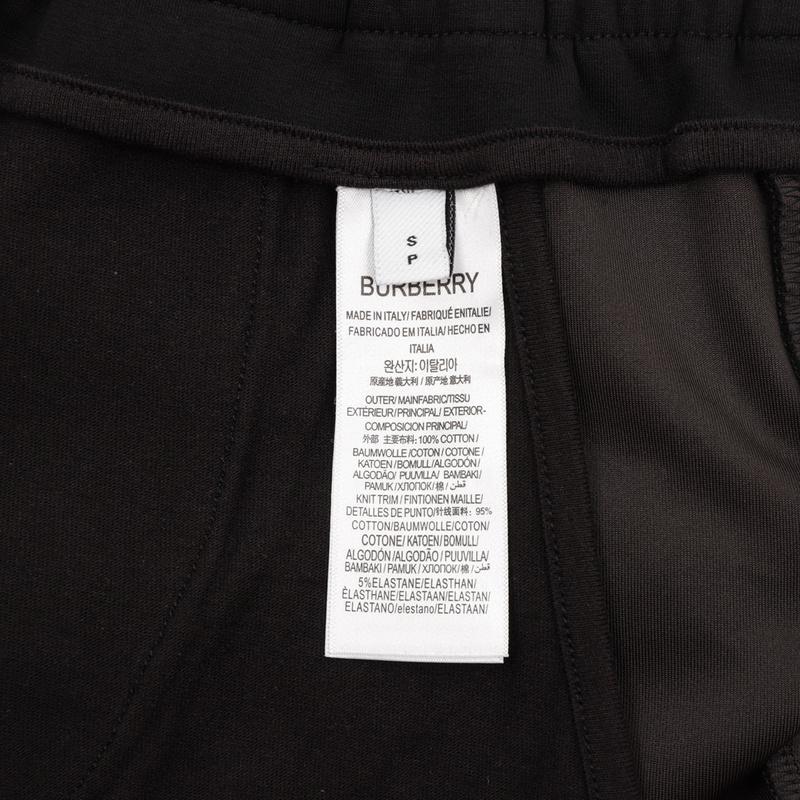 S
P
BURBERRY
MADE IN ITALY/ FABRIQUÉ ENITALIE/
FABRICADO EM ITALIA/ HECHO EN
ITALIA
완산지: 이탈리아
原産地 義大利 / 原产地 意大利
OUTER/ MAINFABRIC/TISSU
EXTÉRIEUR/PRINCIPAL/ EXTERIOR-
COMPOSICION PRINCIPAL/
外部 主要布料: 100% COTTON /
BAUMWOLLE /COTON / COTONE /
KATOEN / BOMULL/ ALGODÓN /
ALGODÃO/ PUUVILLA/ BAMBAKI/
PAMUK / ХЛОПОК/ 棉 / قطن
KNIT TRIM / FINTIONEN MAILLE/
DETALLES DE PUNTO/针线面料: 95%
COTTON/BAUMWOLLE/COTON/
COTONE/ KATOEN/ BOMULL/
ALGODÓN /ALGODÃO / PUUVILLA/
BAMBAKI / PAMUK / ХЛОПОК/棉 / قطن/
5%ELASTANE/ELASTHAN/
ÈLASTHANE/ELASTAAN/ELASTAN/
ELASTANO/elestano/ELASTAAN/